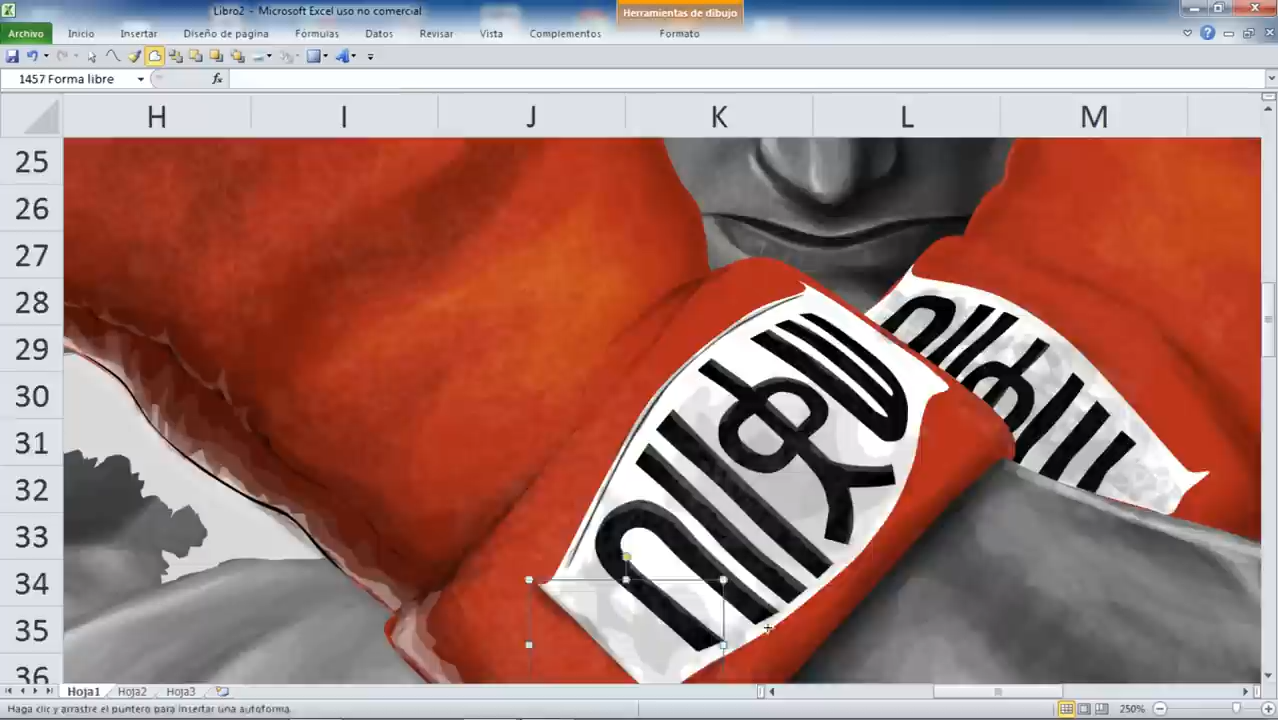 Libro2 - Microsoft Excel uso no comercial
Herramientas de dibujo
Archivo Inicio Insertar Diseño de página Fórmulas Datos Revisar Vista Complementos Formato
1457 Forma libre
fx
H I J K L M
25
26
27
28
29
30
31
32
33
34
35
36
Hoja1 Hoja2 Hoja3
Haga clic y arrastre el puntero para insertar una autoforma.
250%